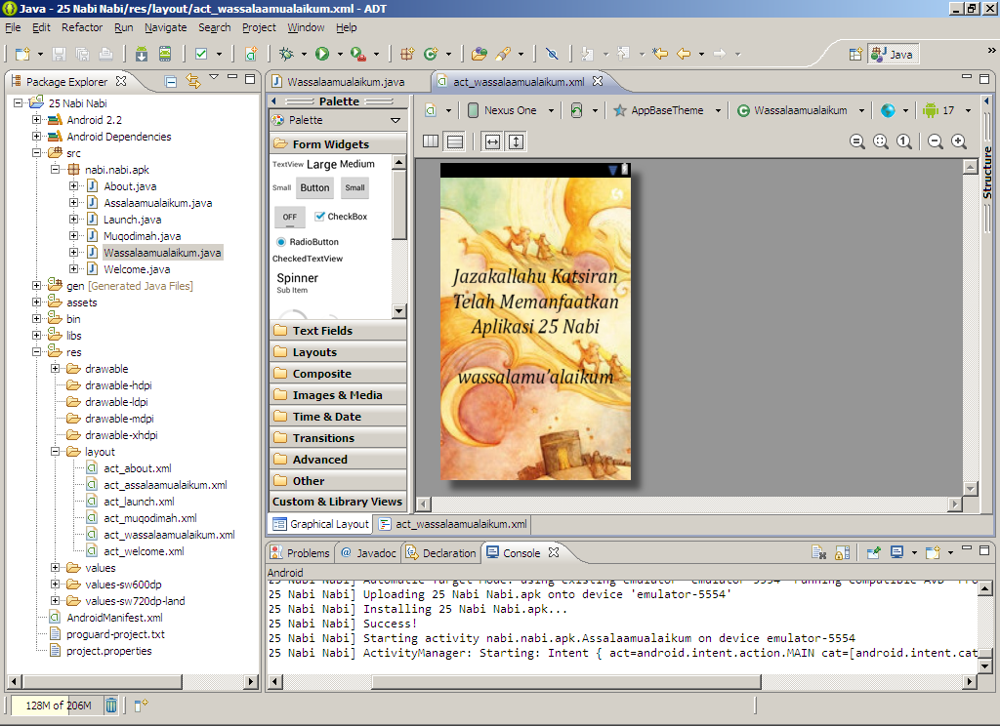 Java - 25 Nabi Nabi/res/layout/act_wassalaamualaikum.xml - ADT
File Edit Refactor Run Navigate Search Project Window Help
Java
Package Explorer
25 Nabi Nabi
Android 2.2
Android Dependencies
src
nabi.nabi.apk
About.java
Assalaamualaikum.java
Launch.java
Muqodimah.java
Wassalaamualaikum.java
Welcome.java
gen [Generated Java Files]
assets
bin
libs
res
drawable
drawable-hdpi
drawable-ldpi
drawable-mdpi
drawable-xhdpi
layout
act_about.xml
act_assalaamualaikum.xml
act_launch.xml
act_muqodimah.xml
act_wassalaamualaikum.xml
act_welcome.xml
values
values-sw600dp
values-sw720dp-land
AndroidManifest.xml
proguard-project.txt
project.properties
Wassalaamualaikum.java act_wassalaamualaikum.xml
Palette
Palette
Form Widgets
TextView Large Medium
Small Button Small
OFF CheckBox
RadioButton
CheckedTextView
Spinner
Sub Item
Text Fields
Layouts
Composite
Images & Media
Time & Date
Transitions
Advanced
Other
Custom & Library Views
Nexus One AppBaseTheme Wassalaamualaikum 17
Structure
Jazakallahu Katsiran
Telah Memanfaatkan
Aplikasi 25 Nabi
wassalamu'alaikum
Graphical Layout act_wassalaamualaikum.xml
Problems Javadoc Declaration Console
Android
25 Nabi Nabi] Automatic Target Mode: using existing emulator 'emulator-5554' running compatible AVD
25 Nabi Nabi] Uploading 25 Nabi Nabi.apk onto device 'emulator-5554'
25 Nabi Nabi] Installing 25 Nabi Nabi.apk...
25 Nabi Nabi] Success!
25 Nabi Nabi] Starting activity nabi.nabi.apk.Assalaamualaikum on device emulator-5554
25 Nabi Nabi] ActivityManager: Starting: Intent { act=android.intent.action.MAIN cat=[android.intent.cat
128M of 206M